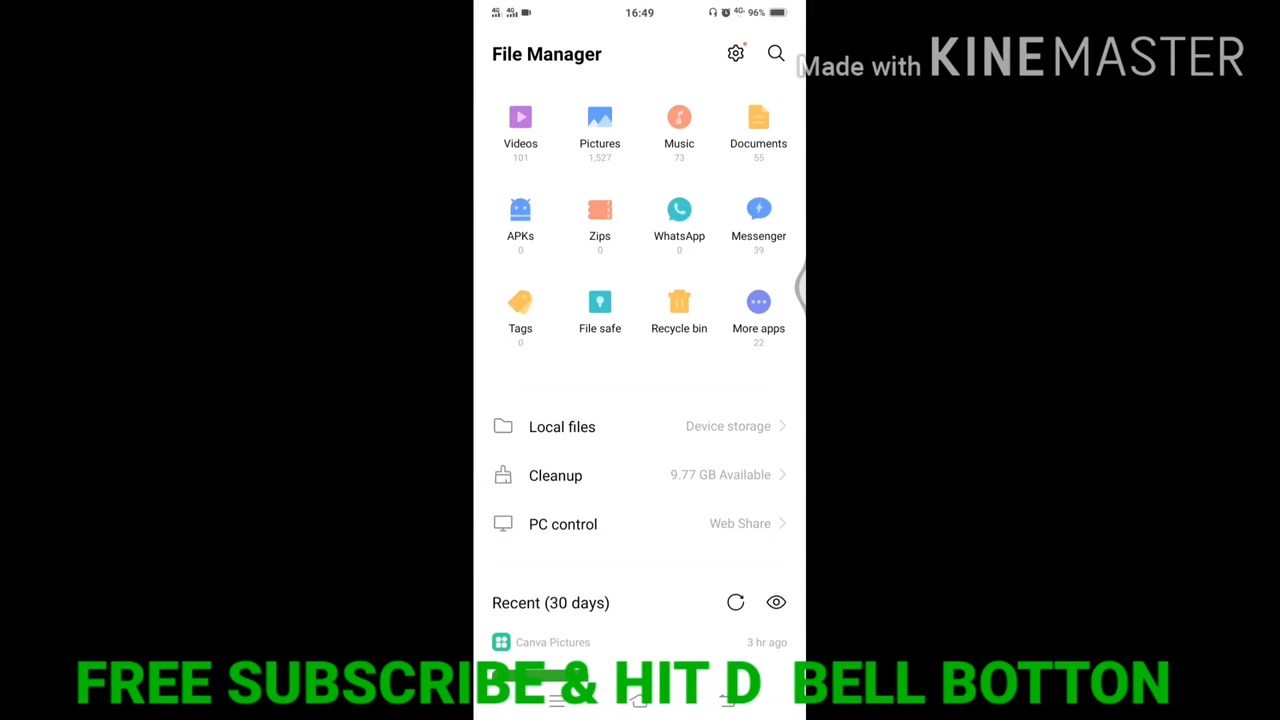 4G 4G 16:49 4G 96%
File Manager
Made with KINEMASTER
Videos Pictures Music Documents
101 1,527 73 55
APKs Zips WhatsApp Messenger
0 0 0 39
Tags File safe Recycle bin More apps
0 22
Local files Device storage
Cleanup 9.77 GB Available
PC control Web Share
Recent (30 days)
Canva Pictures 3 hr ago
FREE SUBSCRIBE & HIT D BELL BOTTON